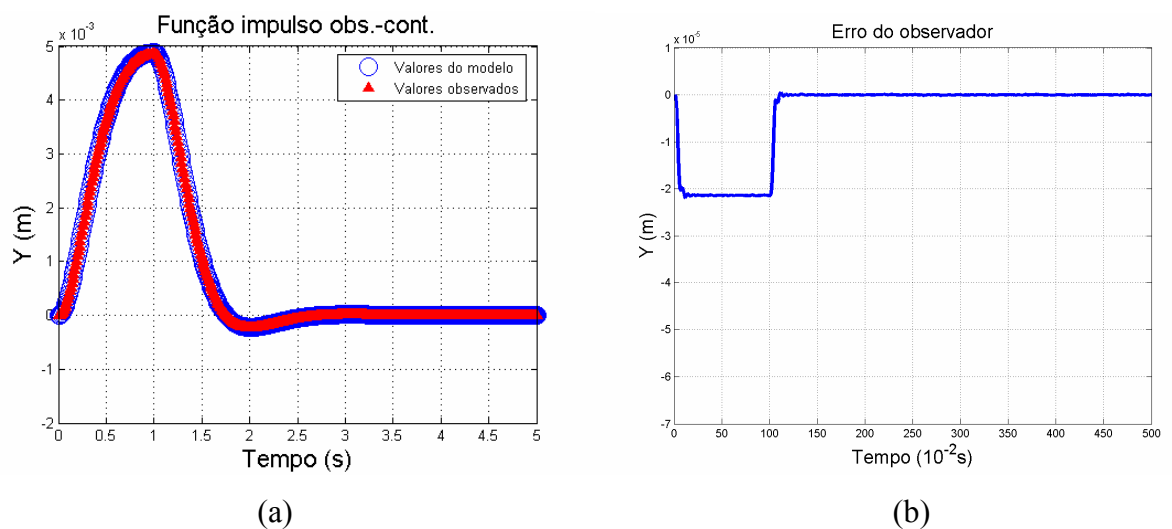 Função impulso obs.-cont.
x 10⁻³
5
4
3
2
1
0
-1
-2
0 0.5 1 1.5 2 2.5 3 3.5 4 4.5 5
Valores do modelo
Valores observados
Y (m)
Tempo (s)
(a)
Erro do observador
x 10⁻⁵
1
0
-1
-2
-3
-4
-5
-6
-7
0 50 100 150 200 250 300 350 400 450 500
Y (m)
Tempo (10⁻²s)
(b)